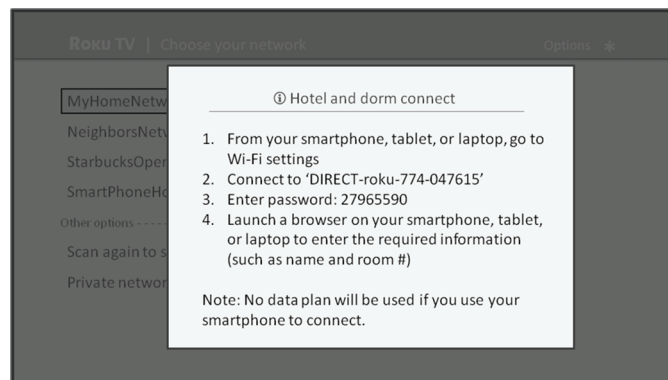 ROKU TV | Choose your network
Options ✱
MyHomeNetw
NeighborsNetw
StarbucksOper
SmartPhoneHo
Other options -----
Scan again to s
Private networ
ⓘ Hotel and dorm connect
1. From your smartphone, tablet, or laptop, go to
Wi-Fi settings
2. Connect to ‘DIRECT-roku-774-047615’
3. Enter password: 27965590
4. Launch a browser on your smartphone, tablet,
or laptop to enter the required information
(such as name and room #)
Note: No data plan will be used if you use your
smartphone to connect.